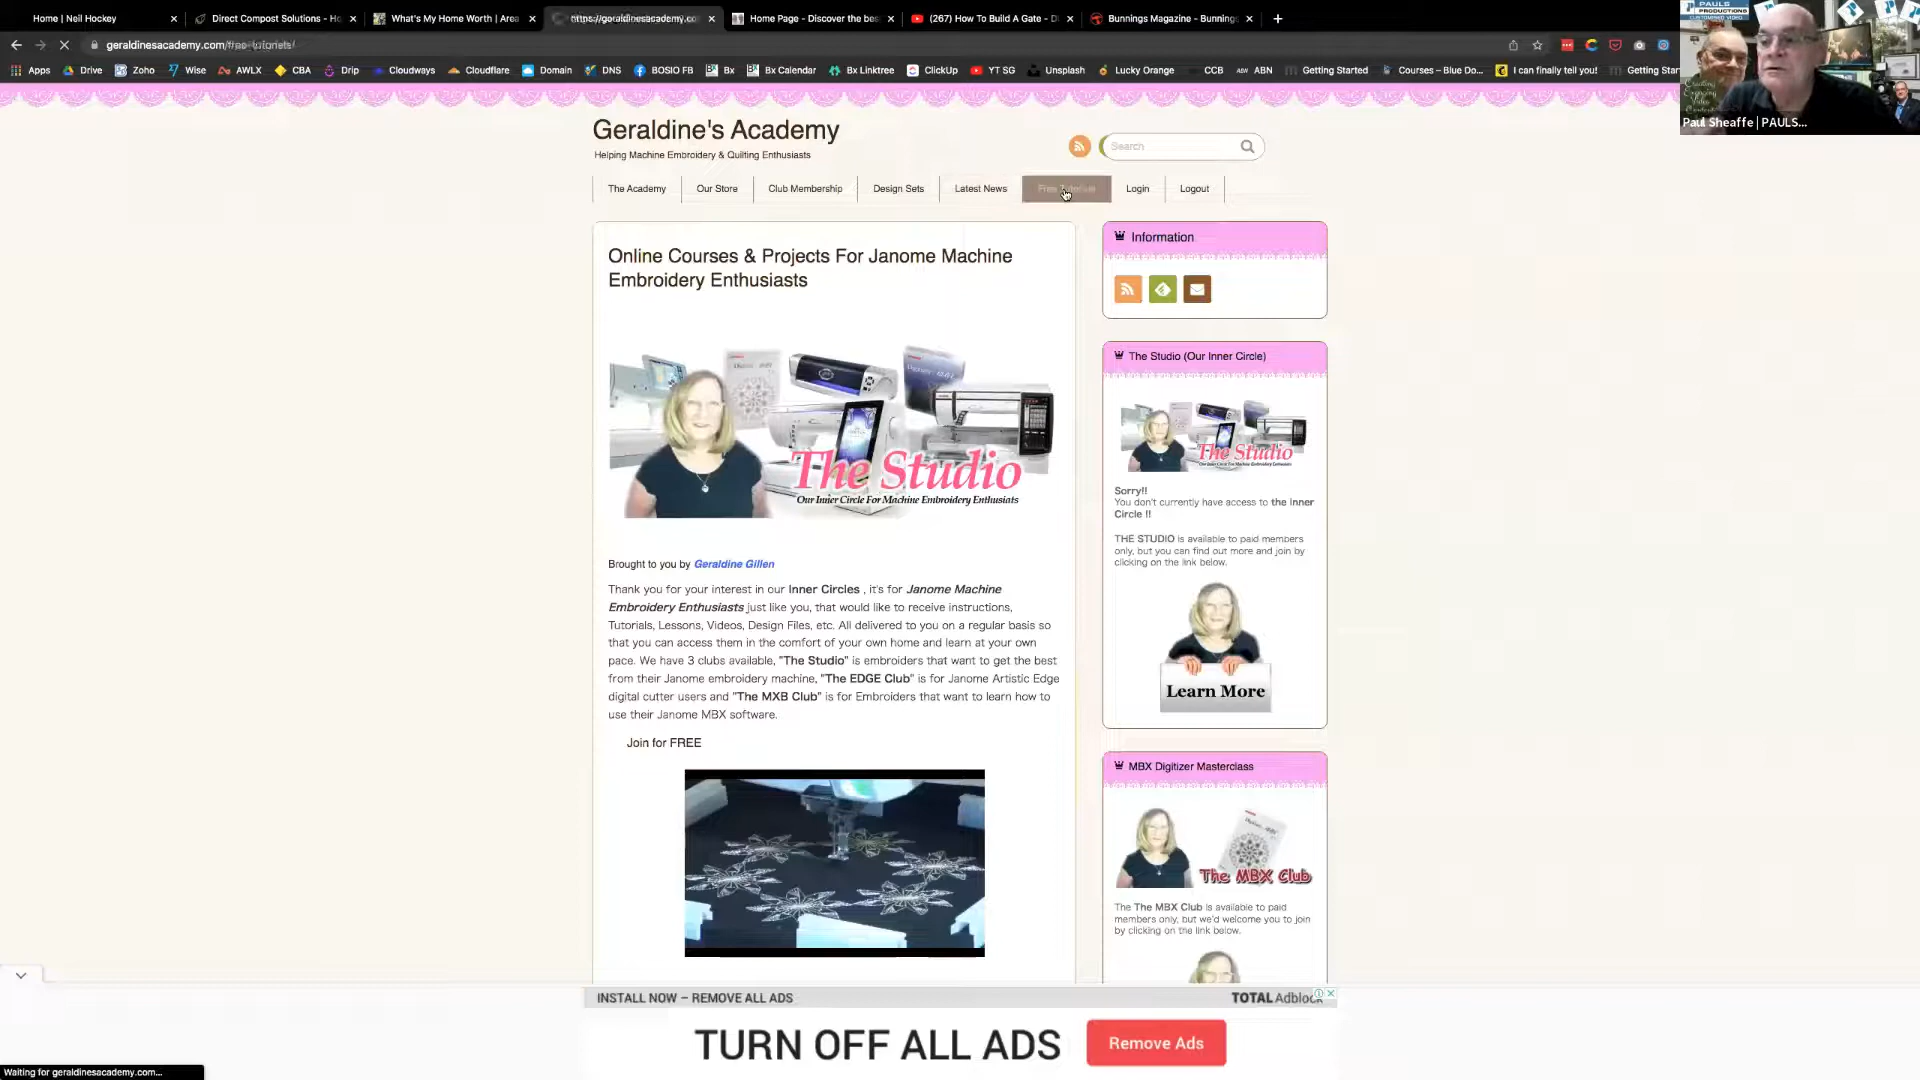 Home | Neil Hockey
Direct Compost Solutions - Ho
What's My Home Worth | Area
https://geraldinesacademy.co
Home Page - Discover the bes
(267) How To Build A Gate - D
Bunnings Magazine - Bunnings
geraldinesacademy.com/free-tutorials/
Apps
Drive
Zoho
Wise
AWLX
CBA
Drip
Cloudways
Cloudflare
Domain
DNS
BOSIO FB
Bx
Bx Calendar
Bx Linktree
ClickUp
YT SG
Unsplash
Lucky Orange
CCB
ABN
Getting Started
Courses – Blue Do...
I can finally tell you!
Getting Star
PAULS
PRODUCTIONS
CUSTOMISED VIDEO
Paul Sheaffe | PAULS...
Geraldine's Academy
Helping Machine Embroidery & Quilting Enthusiasts
Search
The Academy
Our Store
Club Membership
Design Sets
Latest News
Free Tutorials
Login
Logout
Online Courses & Projects For Janome Machine
Embroidery Enthusiasts
The Studio
Our Inner Circle For Machine Embroidery Enthusiats
Brought to you by Geraldine Gillen
Thank you for your interest in our Inner Circles , it's for Janome Machine
Embroidery Enthusiasts just like you, that would like to receive instructions,
Tutorials, Lessons, Videos, Design Files, etc. All delivered to you on a regular basis so
that you can access them in the comfort of your own home and learn at your own
pace. We have 3 clubs available, "The Studio" is embroiders that want to get the best
from their Janome embroidery machine, "The EDGE Club" is for Janome Artistic Edge
digital cutter users and "The MXB Club" is for Embroiders that want to learn how to
use their Janome MBX software.
Join for FREE
Information
The Studio (Our Inner Circle)
The Studio
Sorry!!
You don't currently have access to the Inner
Circle !!
THE STUDIO is available to paid members
only, but you can find out more and join by
clicking on the link below.
Learn More
MBX Digitizer Masterclass
The MBX Club
The The MBX Club is available to paid
members only, but we'd welcome you to join
by clicking on the link below.
INSTALL NOW – REMOVE ALL ADS
TOTAL Adblock
TURN OFF ALL ADS
Remove Ads
Waiting for geraldinesacademy.com...